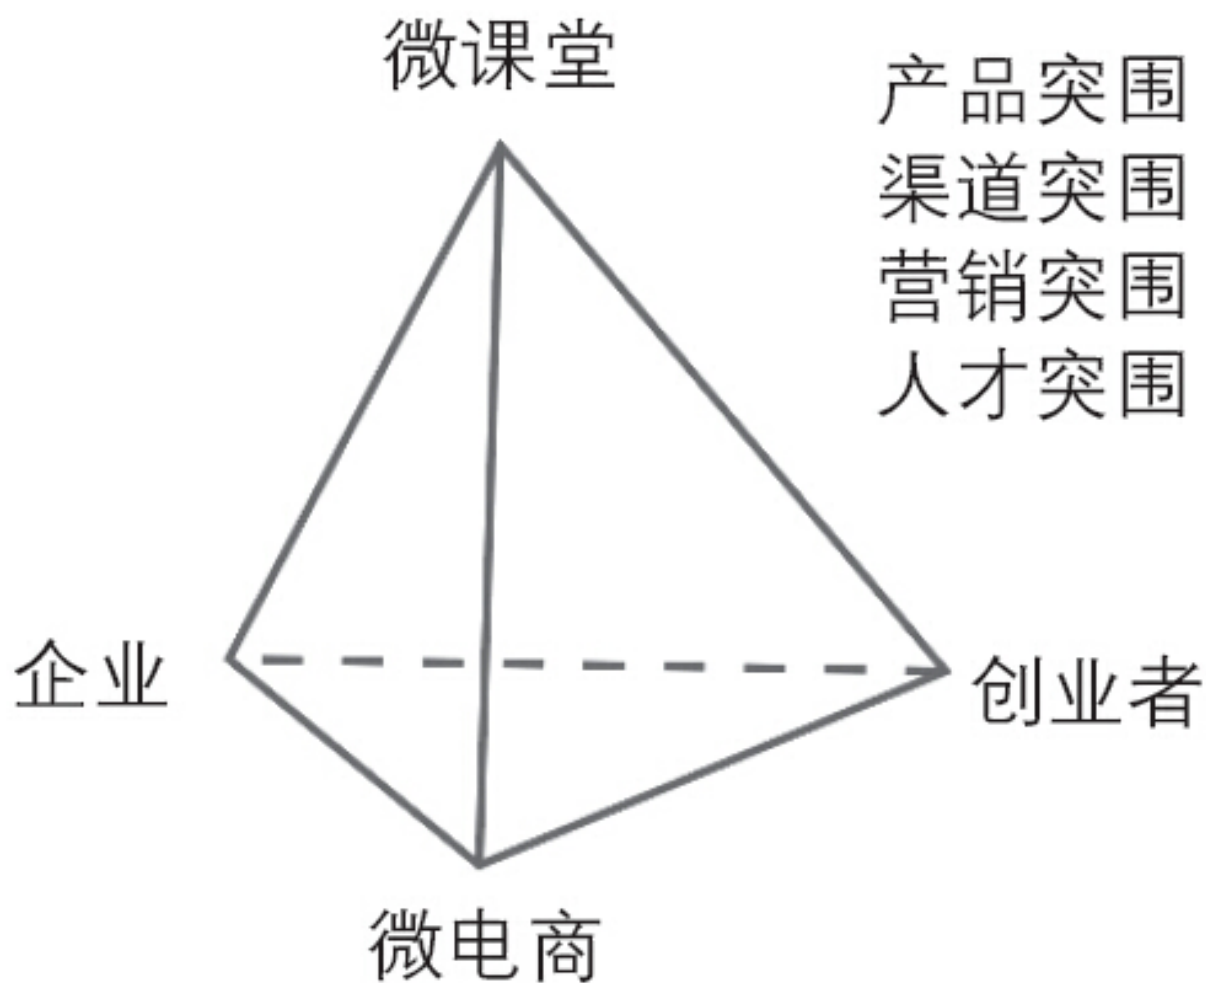 微课堂
产品突围
渠道突围
营销突围
人才突围
企业
创业者
微电商